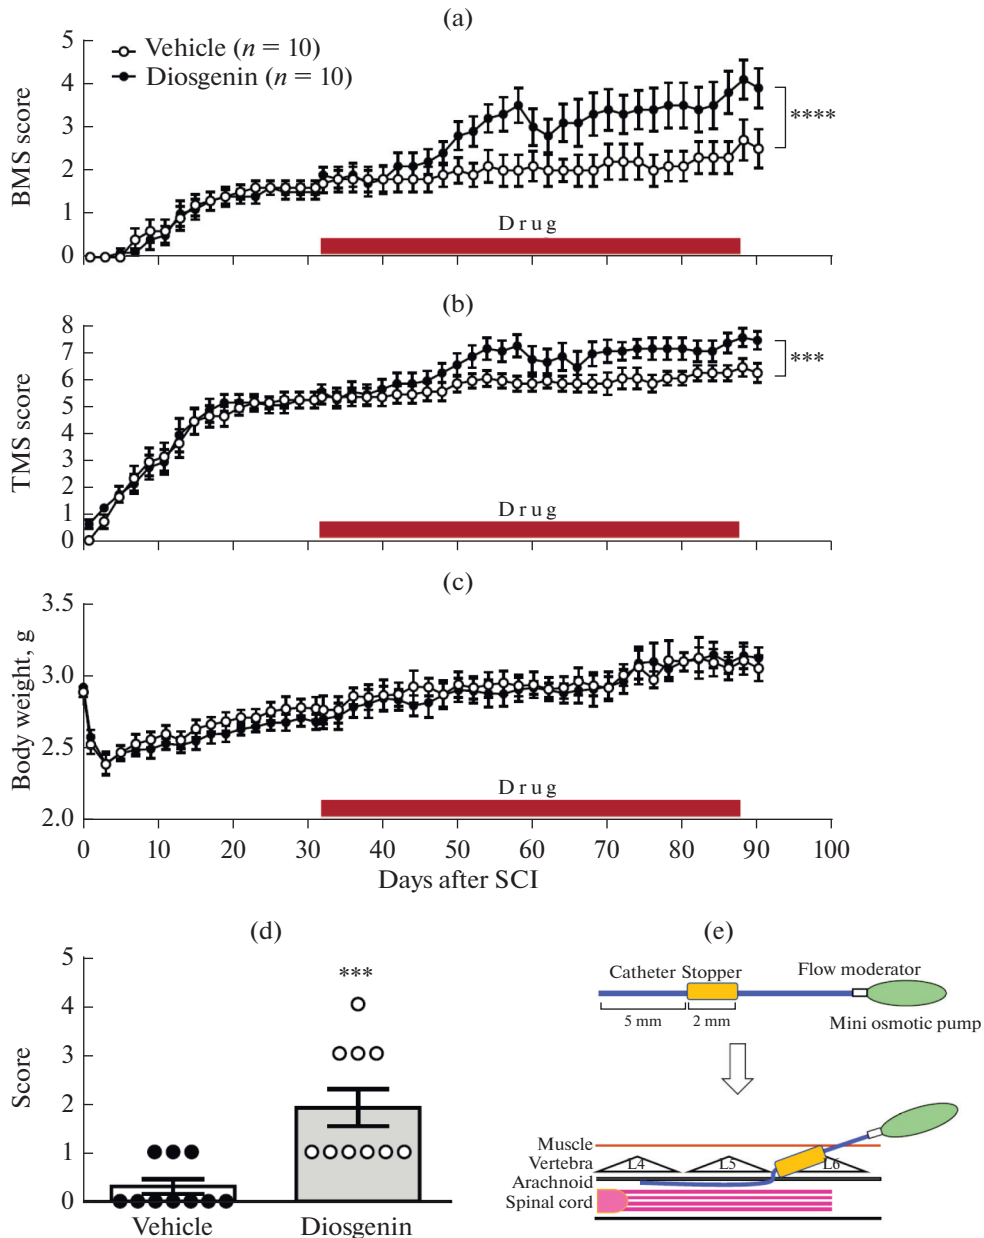 (a)
5
4
3
2
1
0
BMS score
Vehicle (n = 10)
Diosgenin (n = 10)
****
Drug
(b)
8
7
6
5
4
3
2
1
0
TMS score
***
Drug
(c)
3.5
3.0
2.5
2.0
Body weight, g
Drug
0 10 20 30 40 50 60 70 80 90 100
Days after SCI
(d)
5
4
3
2
1
0
Score
***
Vehicle Diosgenin
(e)
Catheter Stopper Flow moderator
5 mm 2 mm Mini osmotic pump
Muscle
Vertebra L4 L5 L6
Arachnoid
Spinal cord